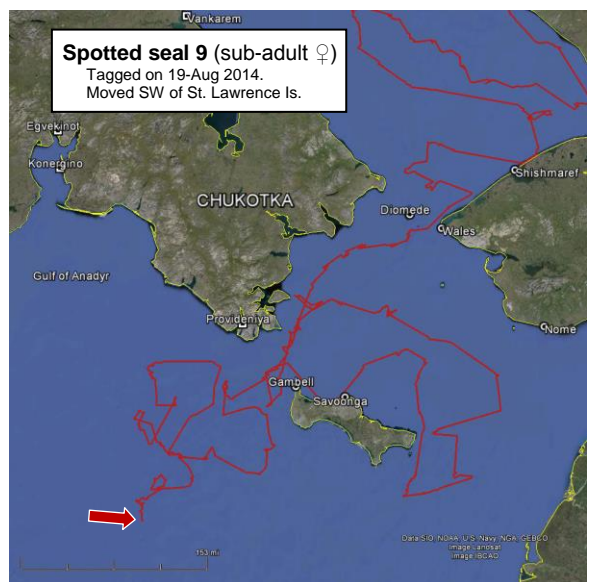 Vankarem
Spotted seal 9 (sub-adult ♀)
Tagged on 19-Aug 2014.
Moved SW of St. Lawrence Is.
Egvekinot
Konergino
Shishmaref
CHUKOTKA
Diomede
Wales
Gulf of Anadyr
Provideniya
Nome
Gambell
Savoonga
Data SIO, NOAA, U.S. Navy, NGA, GEBCO
Image Landsat
Image IBCAO
153 mi